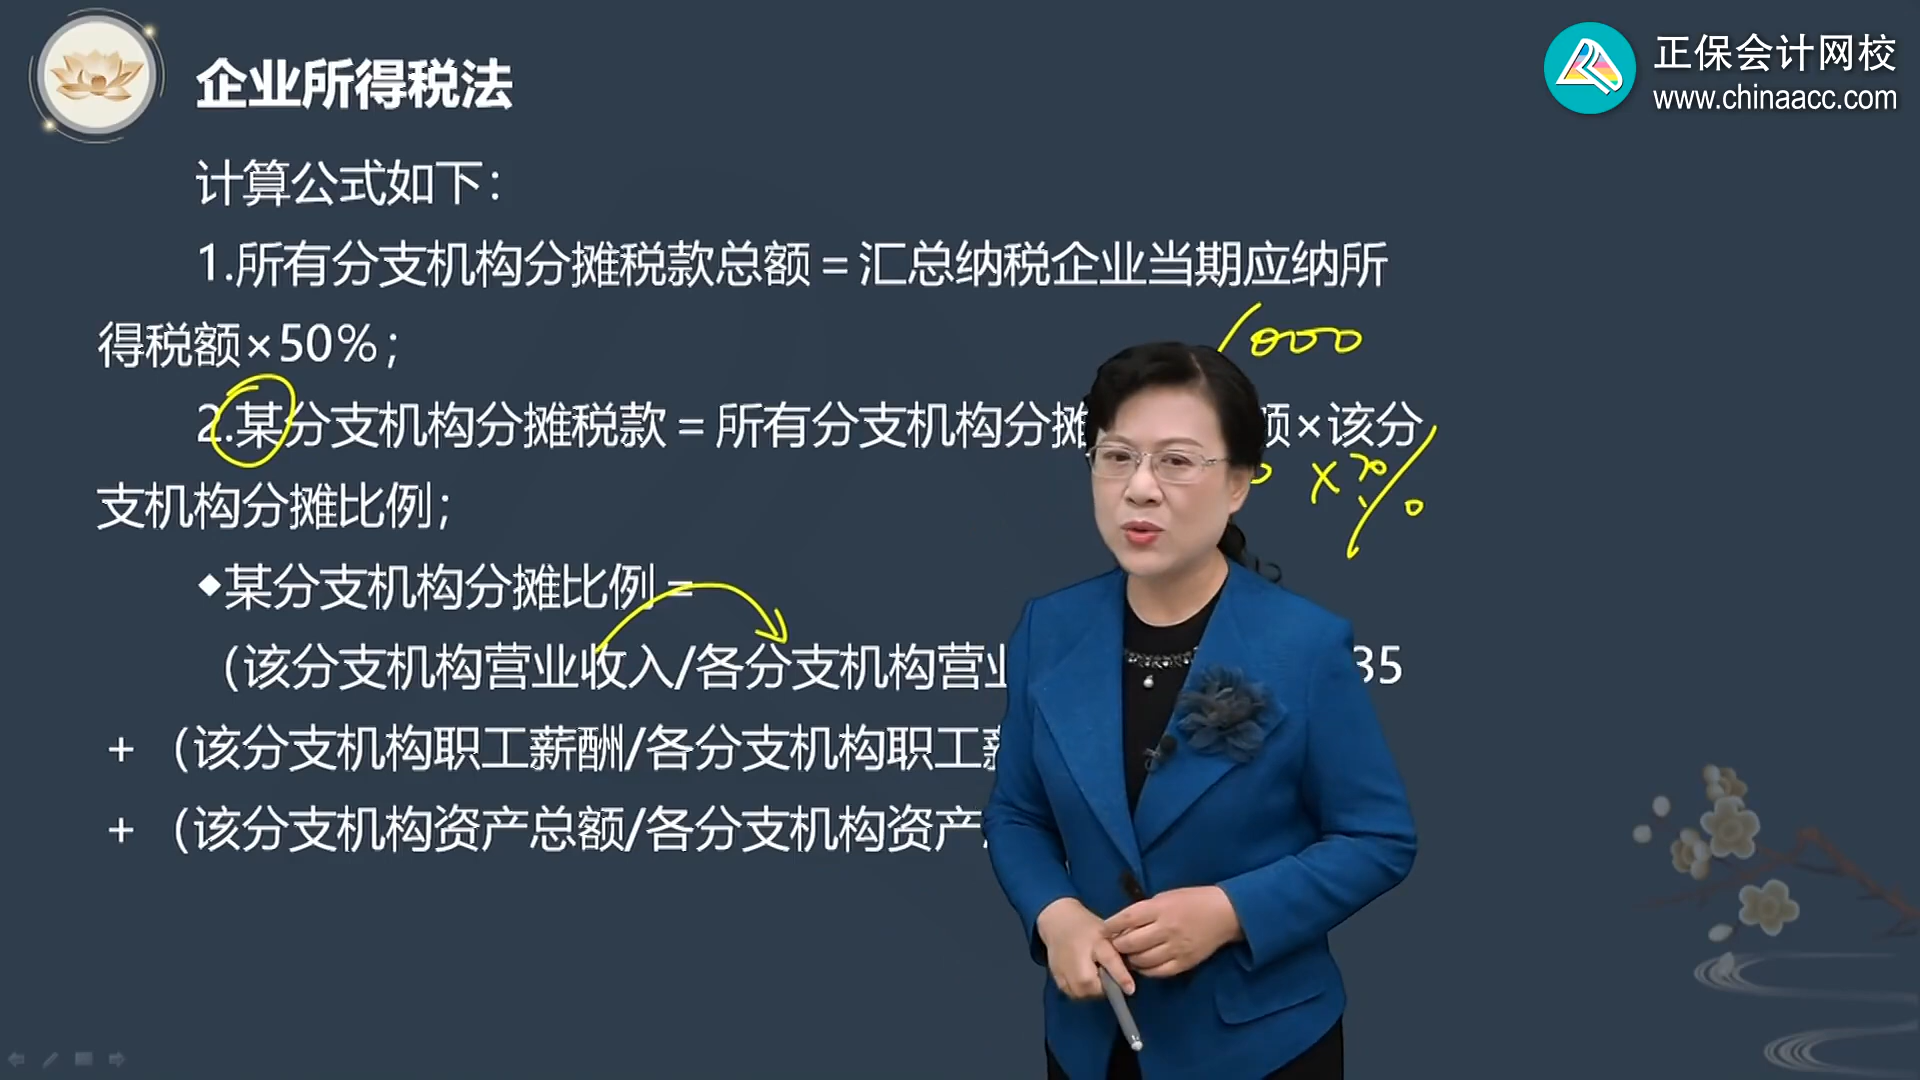 企业所得税法
正保会计网校
www.chinaacc.com
计算公式如下：
1.所有分支机构分摊税款总额＝汇总纳税企业当期应纳所
得税额×50%；
1000
2.某分支机构分摊税款＝所有分支机构分摊 额×该分
×20%
支机构分摊比例；
◆某分支机构分摊比例＝
（该分支机构营业收入/各分支机构营业 35
＋（该分支机构职工薪酬/各分支机构职工薪
＋（该分支机构资产总额/各分支机构资产